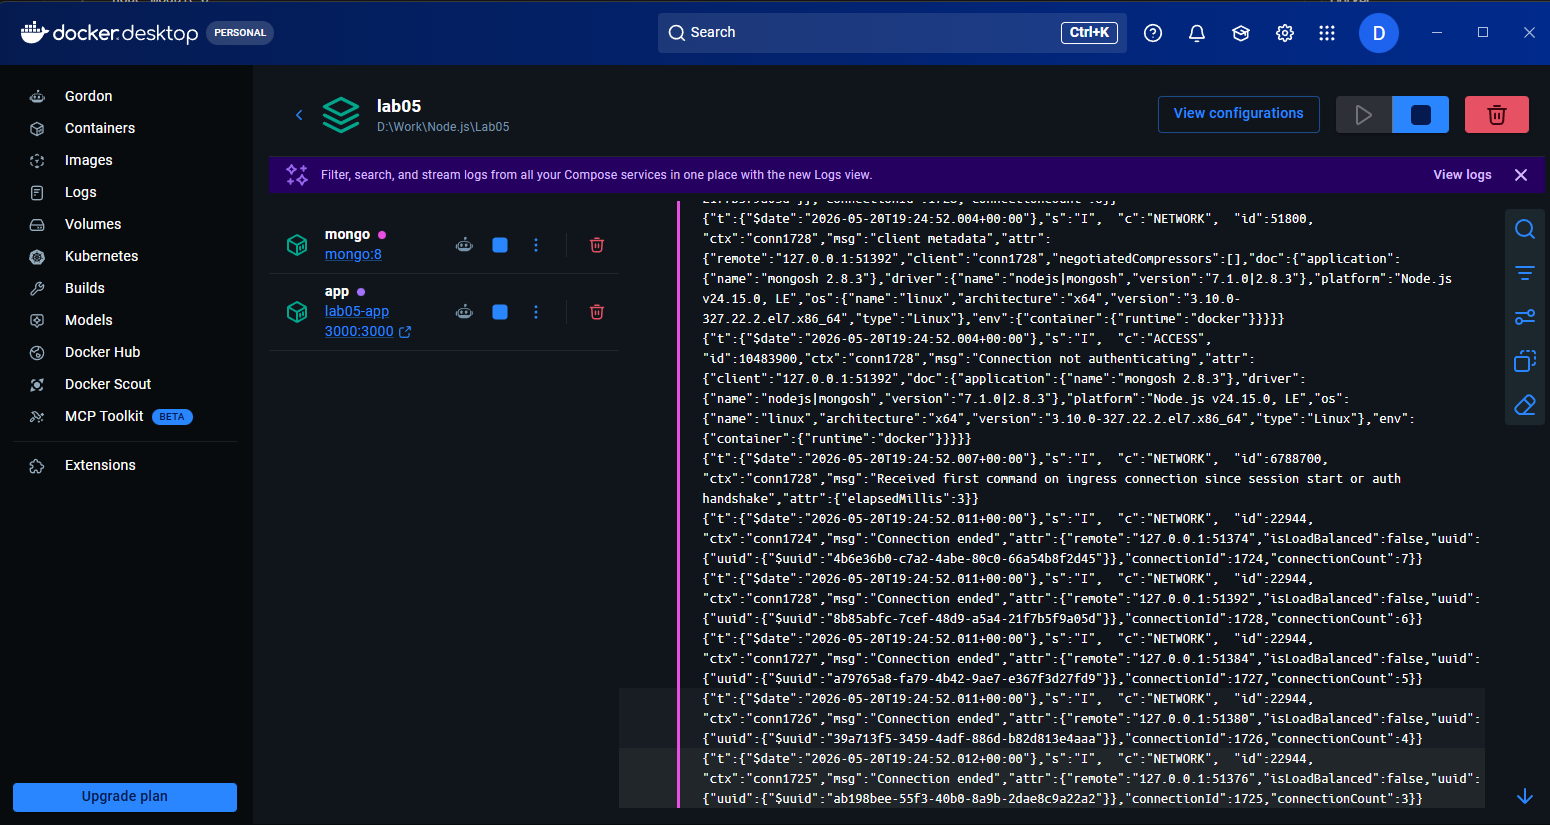 docker.desktop PERSONAL
Search
Ctrl+K
D
Gordon
Containers
Images
Logs
Volumes
Kubernetes
Builds
Models
Docker Hub
Docker Scout
MCP Toolkit BETA
Extensions
Upgrade plan
lab05
D:\Work\Node.js\Lab05
View configurations
Filter, search, and stream logs from all your Compose services in one place with the new Logs view.
View logs
mongo
mongo:8
app
lab05-app
3000:3000
{"t":{"$date":"2026-05-20T19:24:52.004+00:00"},"s":"I",  "c":"NETWORK",  "id":51800,
"ctx":"conn1728","msg":"client metadata","attr":
{"remote":"127.0.0.1:51392","client":"conn1728","negotiatedCompressors":[],"doc":{"application":
{"name":"mongosh 2.8.3"},"driver":{"name":"nodejs|mongosh","version":"7.1.0|2.8.3"},"platform":"Node.js
v24.15.0, LE","os":{"name":"linux","architecture":"x64","version":"3.10.0-
327.22.2.el7.x86_64","type":"Linux"},"env":{"container":{"runtime":"docker"}}}}}
{"t":{"$date":"2026-05-20T19:24:52.004+00:00"},"s":"I",  "c":"ACCESS",
"id":10483900,"ctx":"conn1728","msg":"Connection not authenticating","attr":
{"client":"127.0.0.1:51392","doc":{"application":{"name":"mongosh 2.8.3"},"driver":
{"name":"nodejs|mongosh","version":"7.1.0|2.8.3"},"platform":"Node.js v24.15.0, LE","os":
{"name":"linux","architecture":"x64","version":"3.10.0-327.22.2.el7.x86_64","type":"Linux"},"env":
{"container":{"runtime":"docker"}}}}}
{"t":{"$date":"2026-05-20T19:24:52.007+00:00"},"s":"I",  "c":"NETWORK",  "id":6788700,
"ctx":"conn1728","msg":"Received first command on ingress connection since session start or auth
handshake","attr":{"elapsedMillis":3}}
{"t":{"$date":"2026-05-20T19:24:52.011+00:00"},"s":"I",  "c":"NETWORK",  "id":22944,
"ctx":"conn1724","msg":"Connection ended","attr":{"remote":"127.0.0.1:51374","isLoadBalanced":false,"uuid":
{"uuid":{"$uuid":"4b6e36b0-c7a2-4abe-80c0-66a54b8f2d45"}},"connectionId":1724,"connectionCount":7}}
{"t":{"$date":"2026-05-20T19:24:52.011+00:00"},"s":"I",  "c":"NETWORK",  "id":22944,
"ctx":"conn1728","msg":"Connection ended","attr":{"remote":"127.0.0.1:51392","isLoadBalanced":false,"uuid":
{"uuid":{"$uuid":"8b85abfc-7cef-48d9-a5a4-21f7b5f9a05d"}},"connectionId":1728,"connectionCount":6}}
{"t":{"$date":"2026-05-20T19:24:52.011+00:00"},"s":"I",  "c":"NETWORK",  "id":22944,
"ctx":"conn1727","msg":"Connection ended","attr":{"remote":"127.0.0.1:51384","isLoadBalanced":false,"uuid":
{"uuid":{"$uuid":"a79765a8-fa79-4b42-9ae7-e367f3d27fd9"}},"connectionId":1727,"connectionCount":5}}
{"t":{"$date":"2026-05-20T19:24:52.011+00:00"},"s":"I",  "c":"NETWORK",  "id":22944,
"ctx":"conn1726","msg":"Connection ended","attr":{"remote":"127.0.0.1:51380","isLoadBalanced":false,"uuid":
{"uuid":{"$uuid":"39a713f5-3459-4adf-886d-b82d813e4aaa"}},"connectionId":1726,"connectionCount":4}}
{"t":{"$date":"2026-05-20T19:24:52.012+00:00"},"s":"I",  "c":"NETWORK",  "id":22944,
"ctx":"conn1725","msg":"Connection ended","attr":{"remote":"127.0.0.1:51376","isLoadBalanced":false,"uuid":
{"uuid":{"$uuid":"ab198bee-55f3-40b0-8a9b-2dae8c9a22a2"}},"connectionId":1725,"connectionCount":3}}